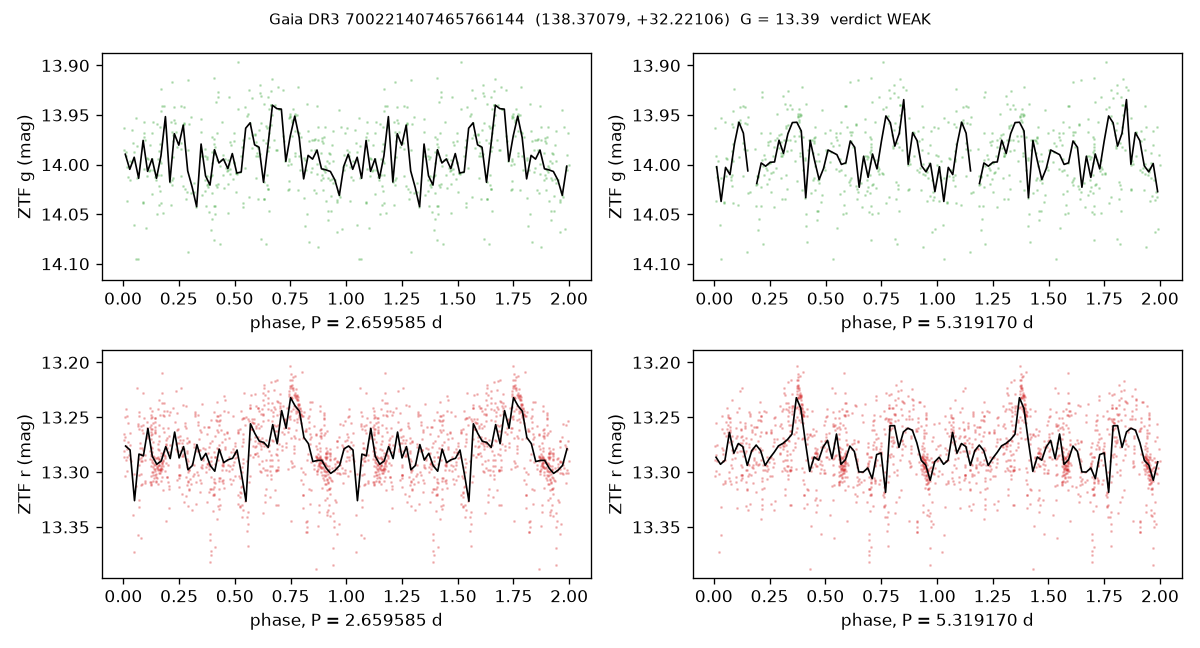 Gaia DR3 700221407465766144  (138.37079, +32.22106)  G = 13.39  verdict WEAK
ZTF g (mag)
13.90
13.95
14.00
14.05
14.10
0.00 0.25 0.50 0.75 1.00 1.25 1.50 1.75 2.00
phase, P = 2.659585 d
ZTF g (mag)
13.90
13.95
14.00
14.05
14.10
0.00 0.25 0.50 0.75 1.00 1.25 1.50 1.75 2.00
phase, P = 5.319170 d
ZTF r (mag)
13.20
13.25
13.30
13.35
0.00 0.25 0.50 0.75 1.00 1.25 1.50 1.75 2.00
phase, P = 2.659585 d
ZTF r (mag)
13.20
13.25
13.30
13.35
0.00 0.25 0.50 0.75 1.00 1.25 1.50 1.75 2.00
phase, P = 5.319170 d